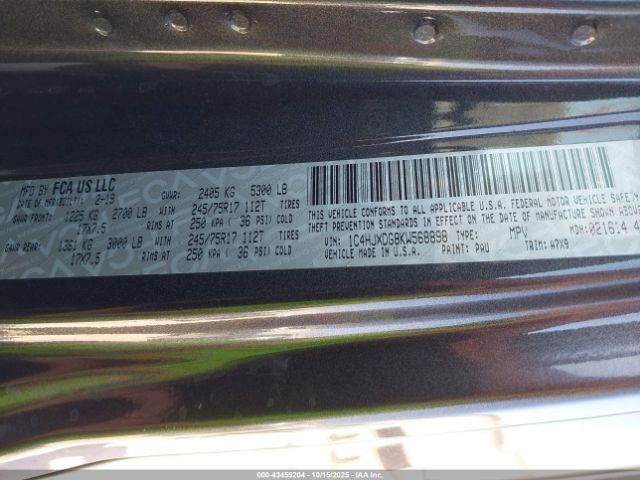 MFD BY FCA US LLC
DATE OF MFR 2-19 GVWR: 2405 KG 5300 LB
GAWR FRONT: 1225 KG 2700 LB WITH 245/75R17 112T TIRES
17X7.5 RIMS AT 250 KPA ( 36 PSI) COLD
GAWR REAR: 1361 KG 3000 LB WITH 245/75R17 112T TIRES
17X7.5 RIMS AT 250 KPA ( 36 PSI) COLD
THIS VEHICLE CONFORMS TO ALL APPLICABLE U.S.A. FEDERAL MOTOR VEHICLE SAFETY
THEFT PREVENTION STANDARDS IN EFFECT ON THE DATE OF MANUFACTURE SHOWN ABOVE
VIN: 1C4HJXDG8KW568898 TYPE: MPV MDH: 021614
VEHICLE MADE IN U.S.A. PAINT: PAU TRIM: A7X9
000-43459204 10/15/2025 IAAI.COM